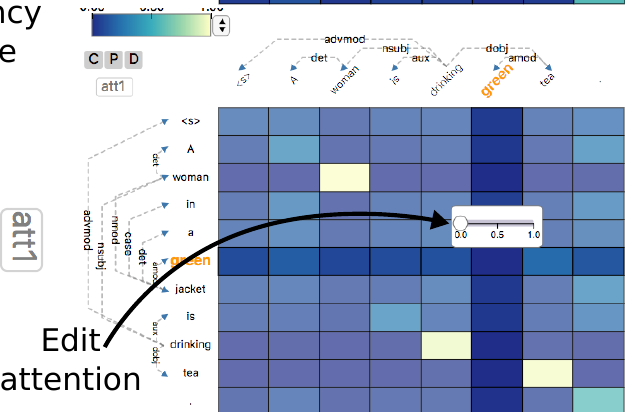 ncy
e
0.00 0.50 1.00
C P D
att1
advmod
nsubj
dobj
det
aux
amod
<s>
A
woman
is
drinking
green
tea
.
<s>
A
woman
in
a
green
jacket
is
drinking
tea
.
det
advmod
nsubj
nmod
case
det
amod
aux
dobj
att1
0.0 0.5 1.0
Edit
attention